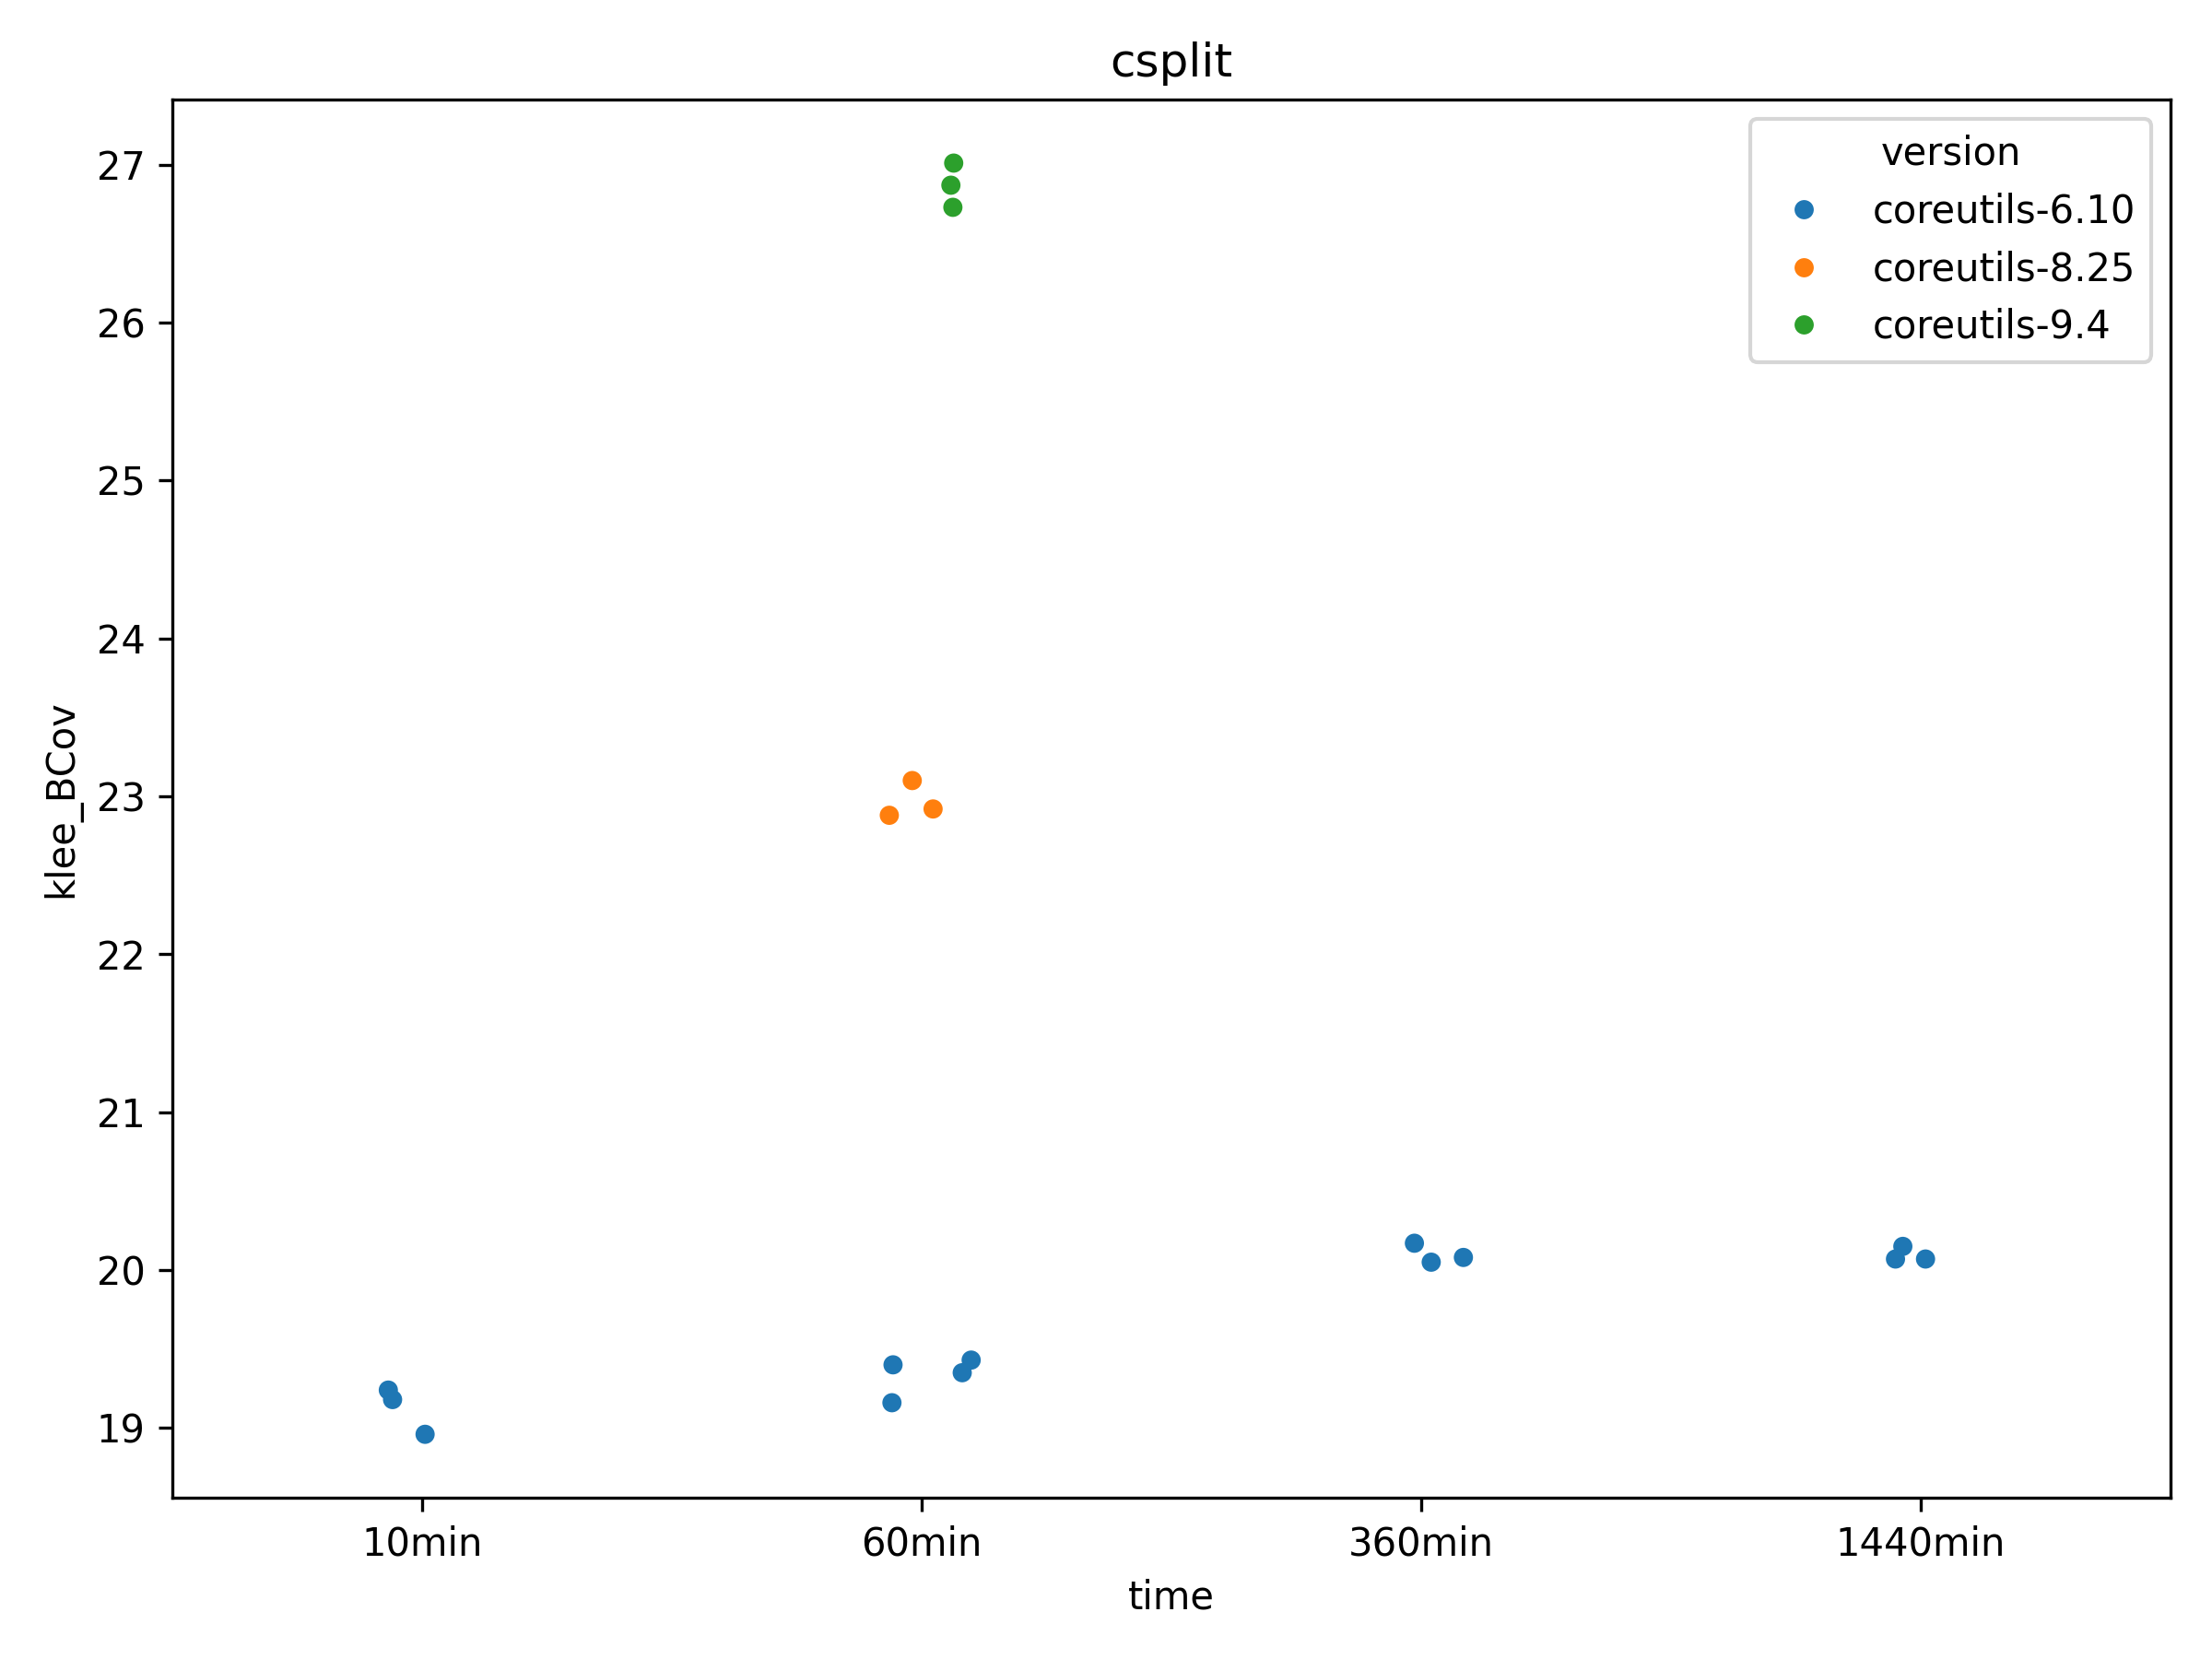 csplit
version
coreutils-6.10
coreutils-8.25
coreutils-9.4
klee_BCov
27
26
25
24
23
22
21
20
19
10min
60min
360min
1440min
time